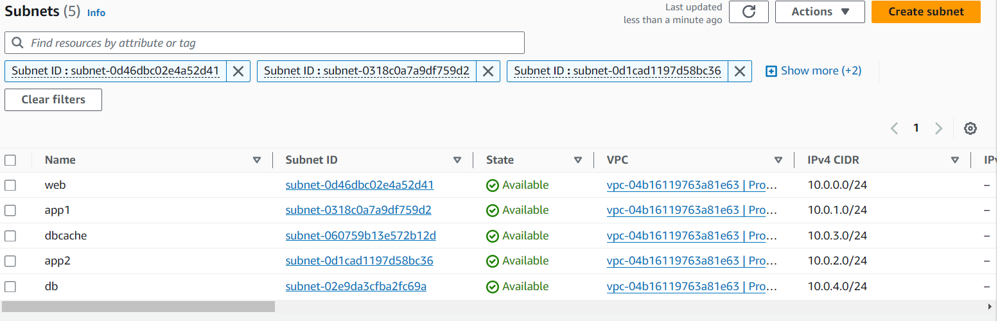 Subnets (5) Info
Last updated
less than a minute ago
Actions
Create subnet
Find resources by attribute or tag
Subnet ID : subnet-0d46dbc02e4a52d41
Subnet ID : subnet-0318c0a7a9df759d2
Subnet ID : subnet-0d1cad1197d58bc36
Show more (+2)
Clear filters
1
Name Subnet ID State VPC IPv4 CIDR IPv
web subnet-0d46dbc02e4a52d41 Available vpc-04b16119763a81e63 | Pro… 10.0.0.0/24 –
app1 subnet-0318c0a7a9df759d2 Available vpc-04b16119763a81e63 | Pro… 10.0.1.0/24 –
dbcache subnet-060759b13e572b12d Available vpc-04b16119763a81e63 | Pro… 10.0.3.0/24 –
app2 subnet-0d1cad1197d58bc36 Available vpc-04b16119763a81e63 | Pro… 10.0.2.0/24 –
db subnet-02e9da3cfba2fc69a Available vpc-04b16119763a81e63 | Pro… 10.0.4.0/24 –